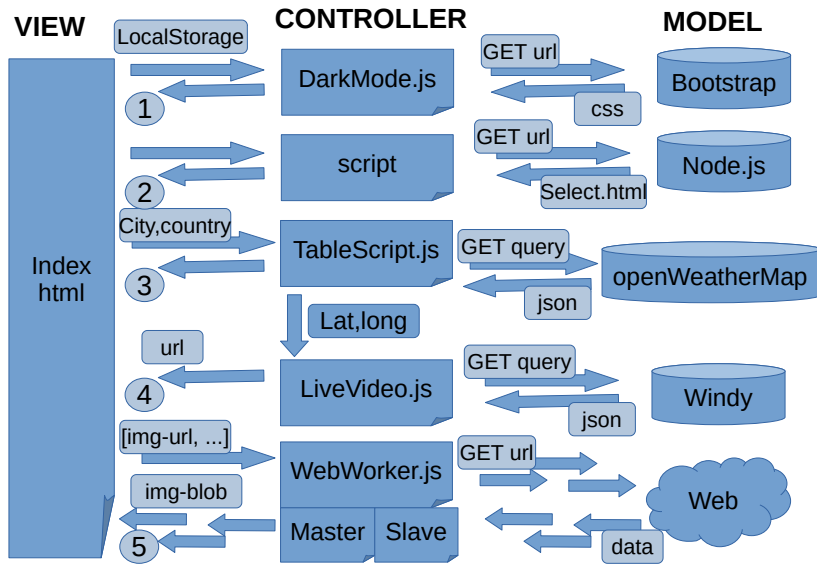 VIEW
CONTROLLER
MODEL
LocalStorage
GET url
DarkMode.js
Bootstrap
1
css
GET url
script
Node.js
2
Select.html
City,country
TableScript.js
GET query
openWeatherMap
Index
html
3
json
Lat,long
url
GET query
LiveVideo.js
Windy
4
json
[img-url, ...]
GET url
WebWorker.js
img-blob
Web
Master
Slave
5
data